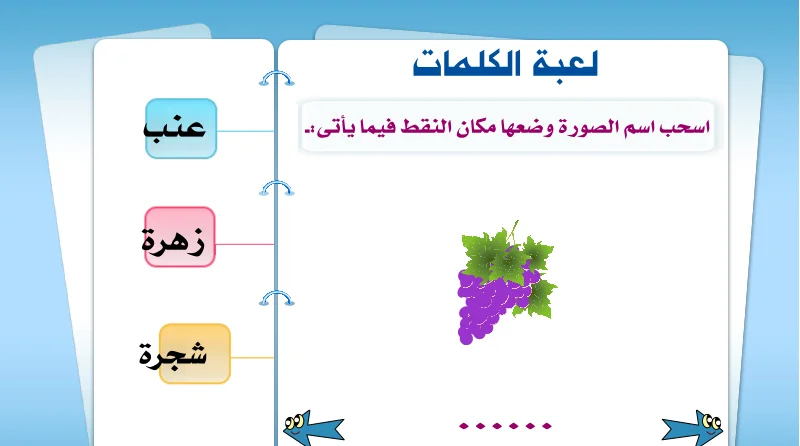 لعبة الكلمات
اسحب اسم الصورة وضعها مكان النقط فيما يأتى :ـ
عنب
زهرة
شجرة
......